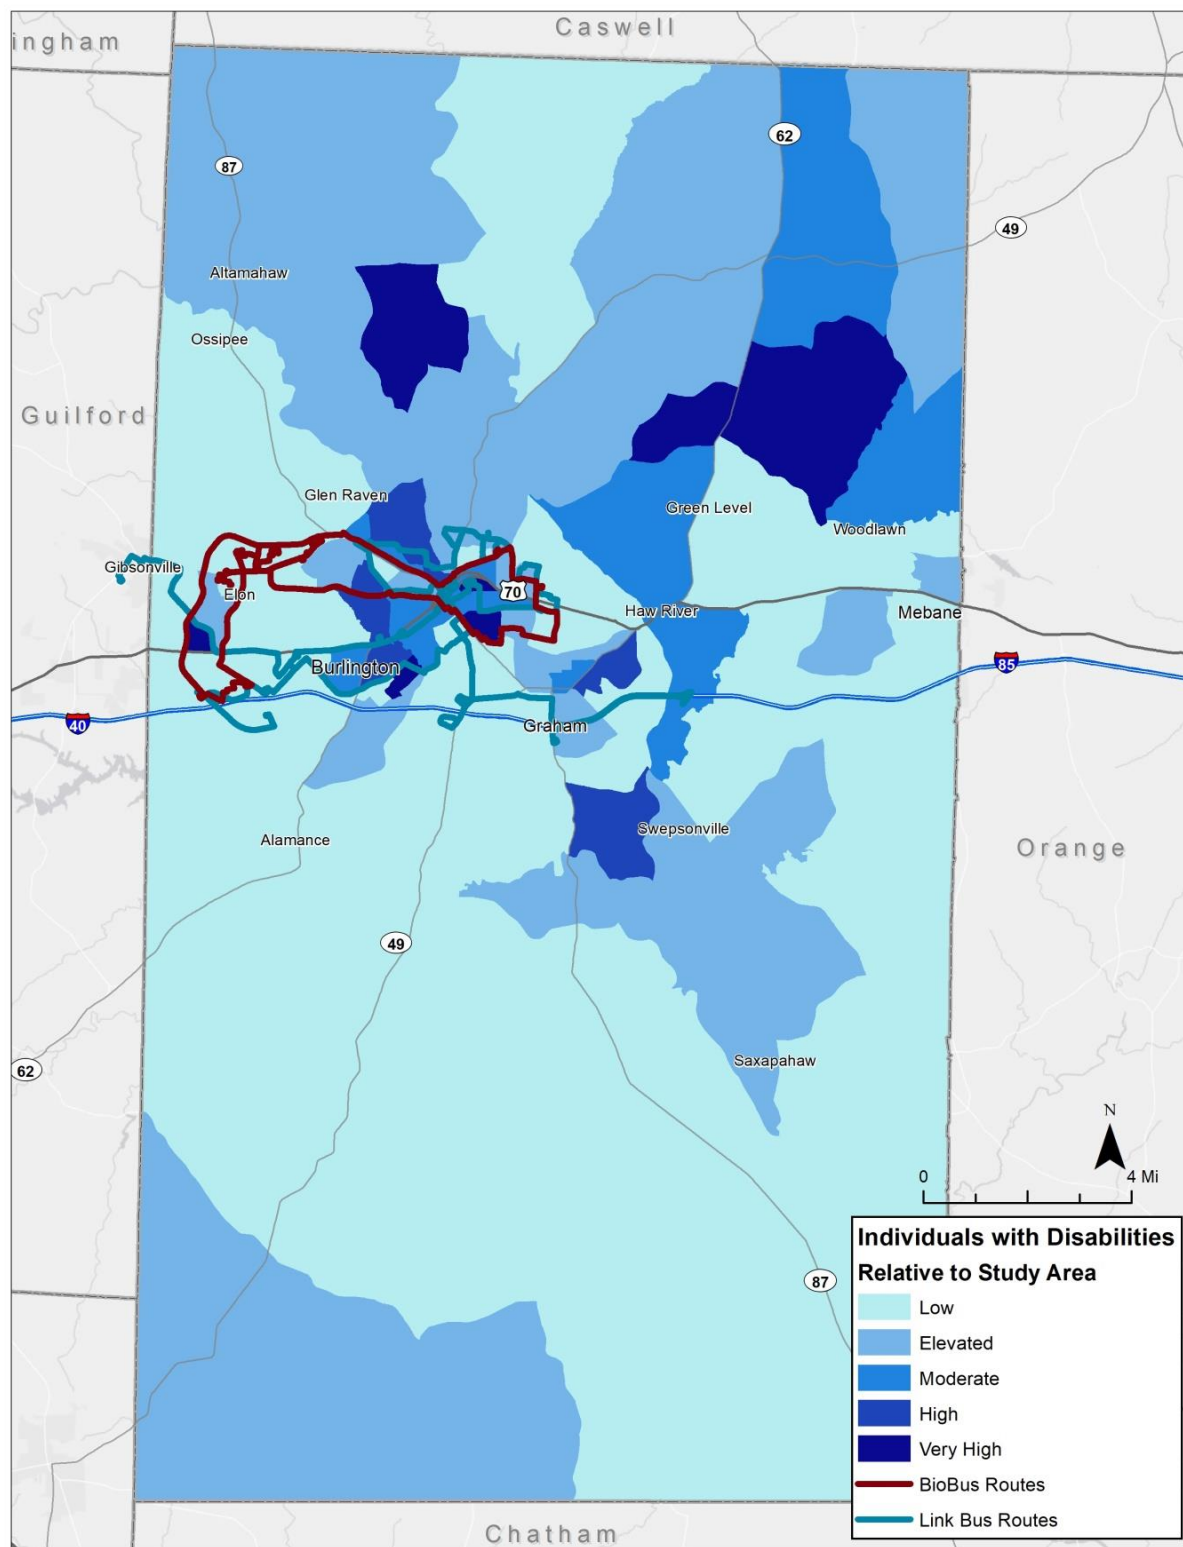 Caswell
ingham
62
87
49
Altamahaw
Ossipee
Guilford
Glen Raven
Green Level
Woodlawn
Gibsonville
Elon
70
Haw River
Mebane
Burlington
85
40
Graham
Swepsonville
Alamance
Orange
49
Saxapahaw
62
N
0 4 Mi
87
Individuals with Disabilities
Relative to Study Area
Low
Elevated
Moderate
High
Very High
BioBus Routes
Link Bus Routes
Chatham